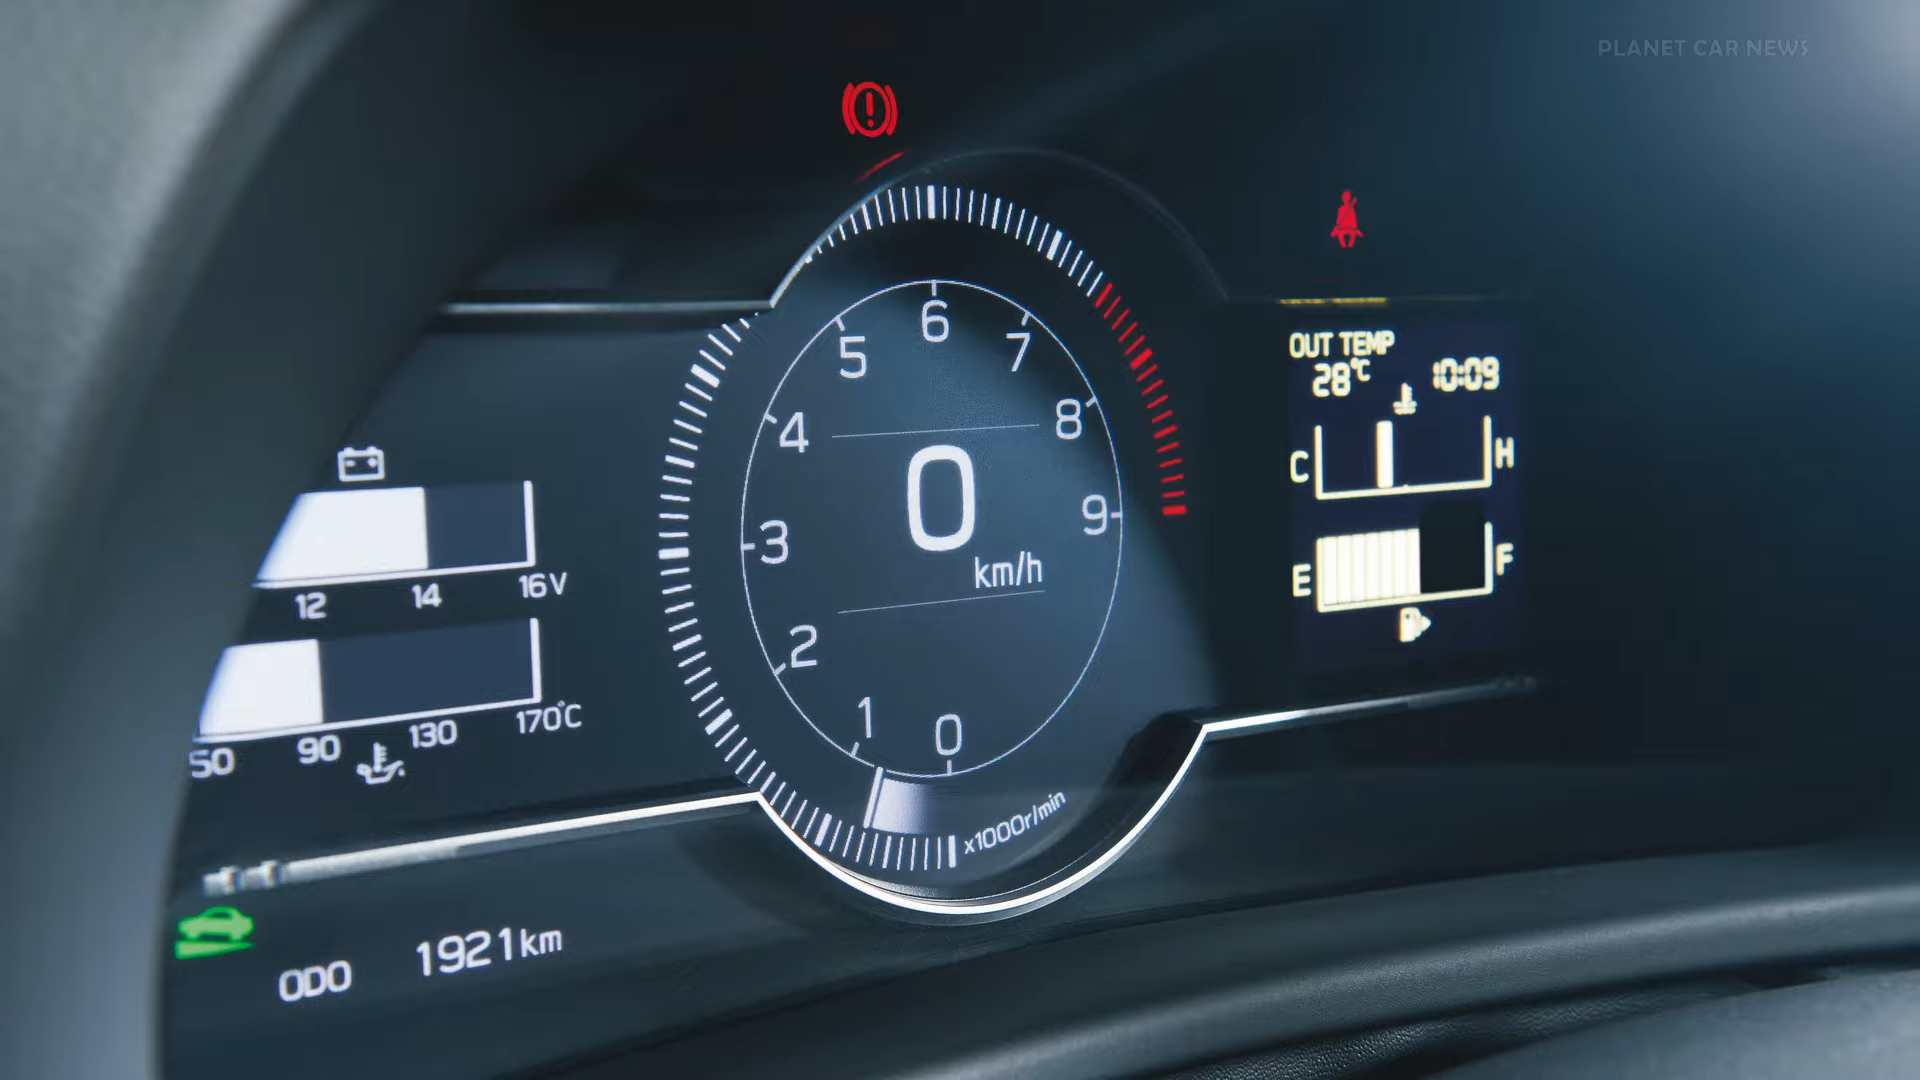 PLANET CAR NEWS
OUT TEMP
28°C 10:09
C H
E F
12 14 16V
50 90 130 170°C
0 1 2 3 4 5 6 7 8 9
0
km/h
x1000r/min
ODO 1921km